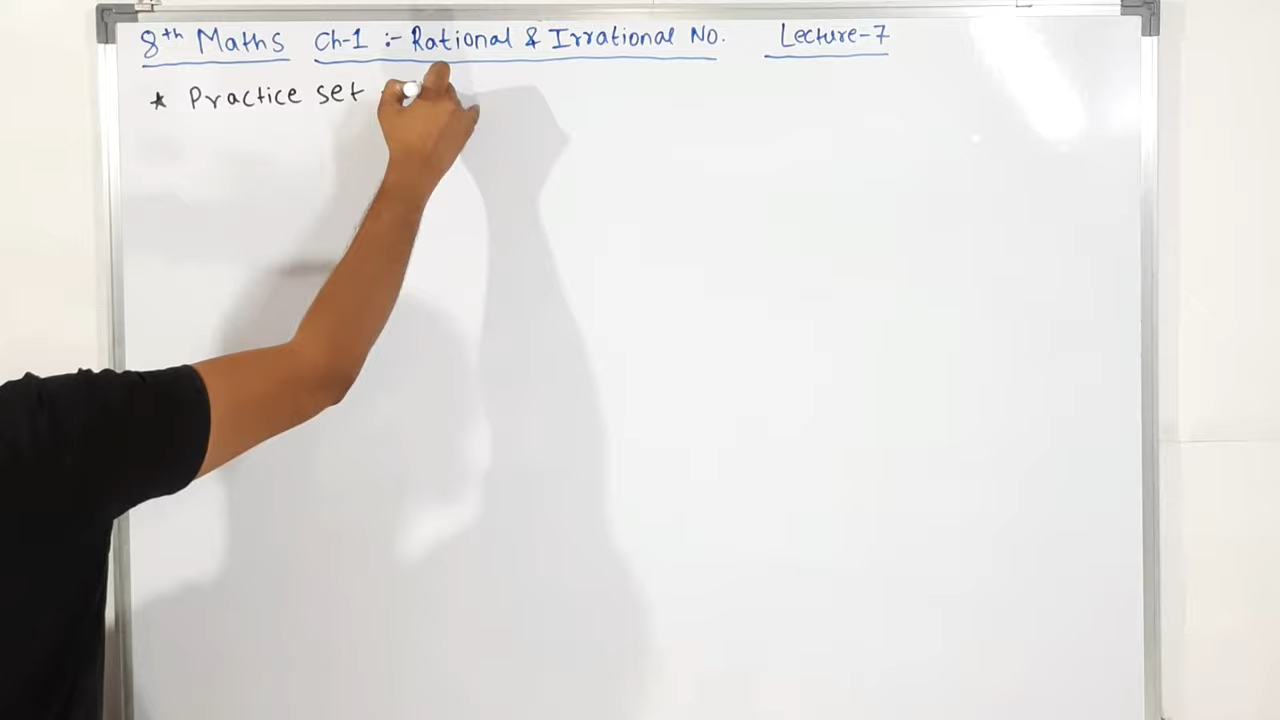 8th Maths Ch-1 :- Rational & Irrational No. Lecture-7
★ Practice set